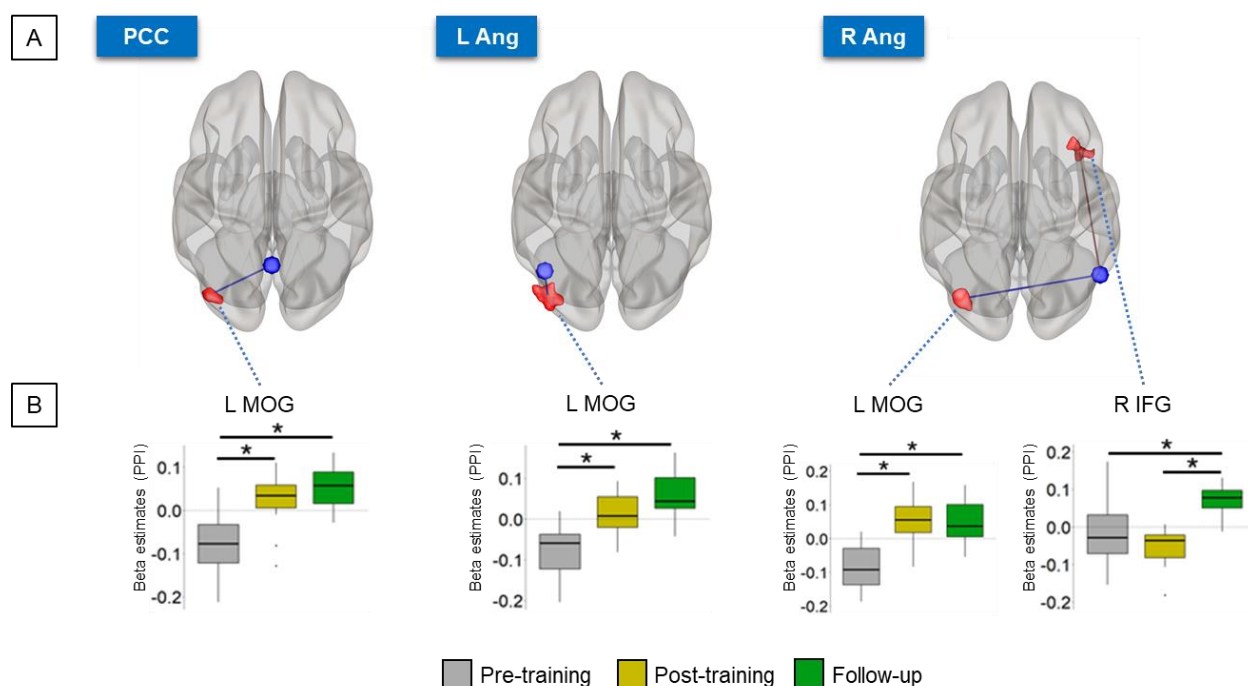 A
PCC
L Ang
R Ang
B
L MOG
L MOG
L MOG
R IFG
Beta estimates (PPI)
0.1
0.0
-0.1
-0.2
*
*
Beta estimates (PPI)
0.1
0.0
-0.1
-0.2
*
*
Beta estimates (PPI)
0.2
0.1
0.0
-0.1
-0.2
*
*
Beta estimates (PPI)
0.2
0.1
0.0
-0.1
-0.2
*
*
Pre-training
Post-training
Follow-up